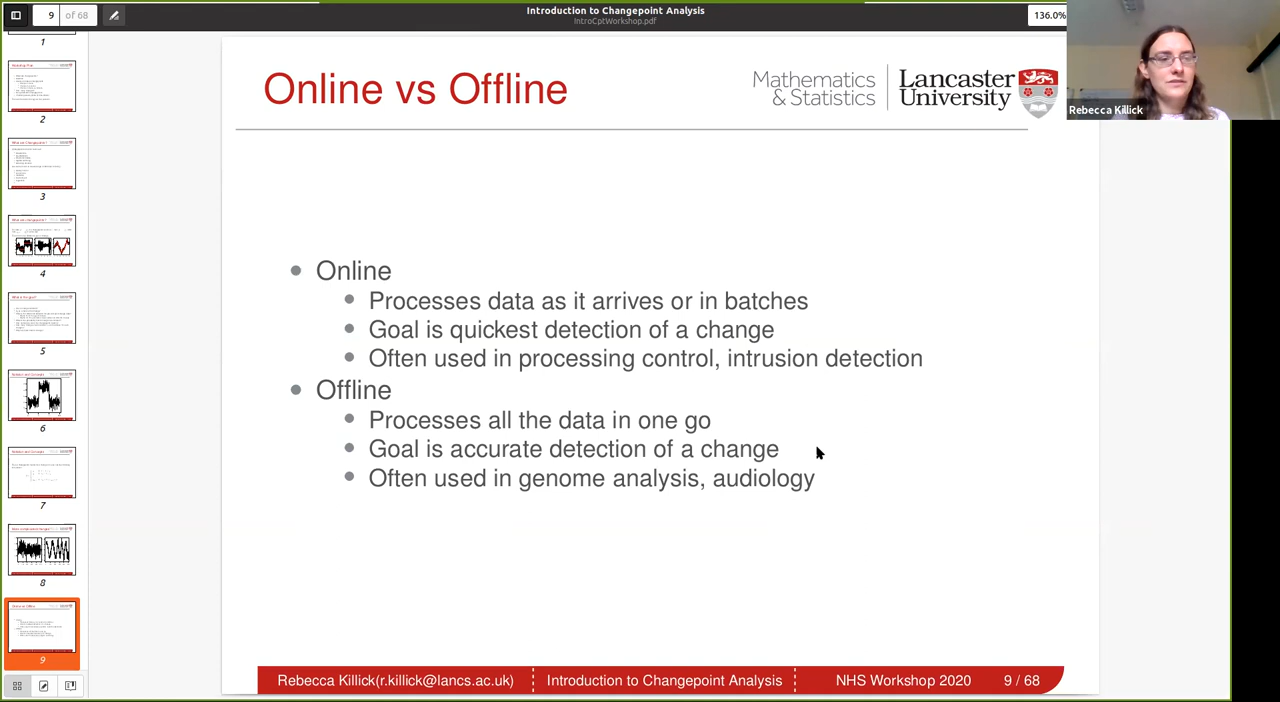 9 of 68
Introduction to Changepoint Analysis
IntroCptWorkshop.pdf
136.0%
Rebecca Killick
1
2
3
4
5
6
7
8
9
Online vs Offline
Mathematics
& Statistics
Lancaster
University
Online
Processes data as it arrives or in batches
Goal is quickest detection of a change
Often used in processing control, intrusion detection
Offline
Processes all the data in one go
Goal is accurate detection of a change
Often used in genome analysis, audiology
Rebecca Killick(r.killick@lancs.ac.uk) Introduction to Changepoint Analysis NHS Workshop 2020 9 / 68